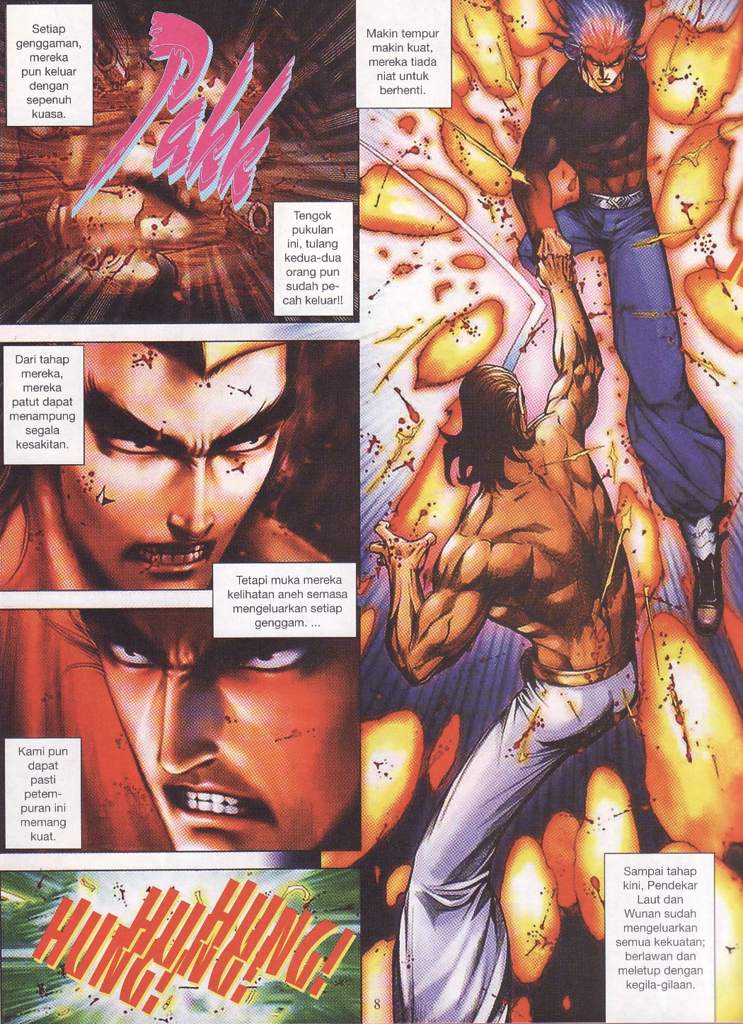 Setiap
genggaman,
mereka
pun keluar
dengan
sepenuh
kuasa.
Pakk
Tengok
pukulan
ini, tulang
kedua-dua
orang pun
sudah pe-
cah keluar!!
Makin tempur
makin kuat,
mereka tiada
niat untuk
berhenti.
Dari tahap
mereka,
mereka
patut dapat
menampung
segala
kesakitan.
Tetapi muka mereka
kelihatan aneh semasa
mengeluarkan setiap
genggam. ...
Kami pun
dapat
pasti
petem-
puran ini
memang
kuat.
HUNG! HUNG! HUNG!
Sampai tahap
kini, Pendekar
Laut dan
Wunan sudah
mengeluarkan
semua kekuatan;
berlawan dan
meletup dengan
kegila-gilaan.
8